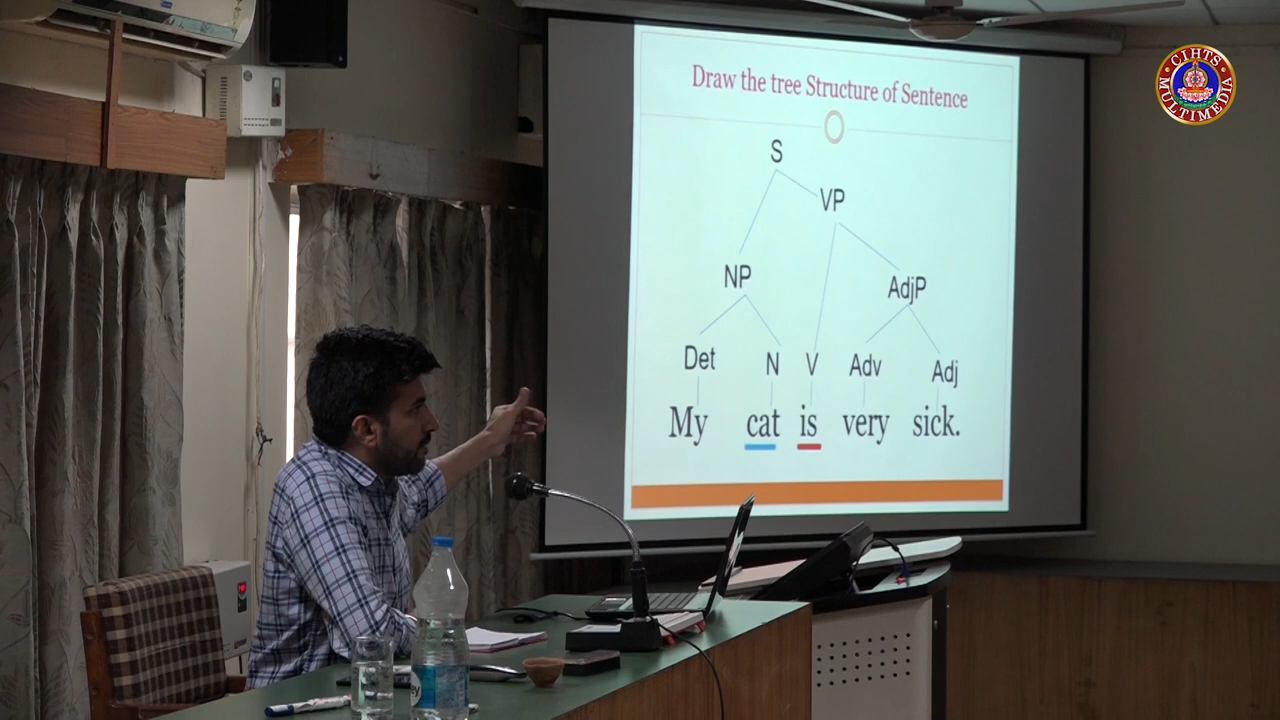 CIHTS
MULTIMEDIA
Draw the tree Structure of Sentence
S
VP
NP
AdjP
Det N V Adv Adj
My cat is very sick.